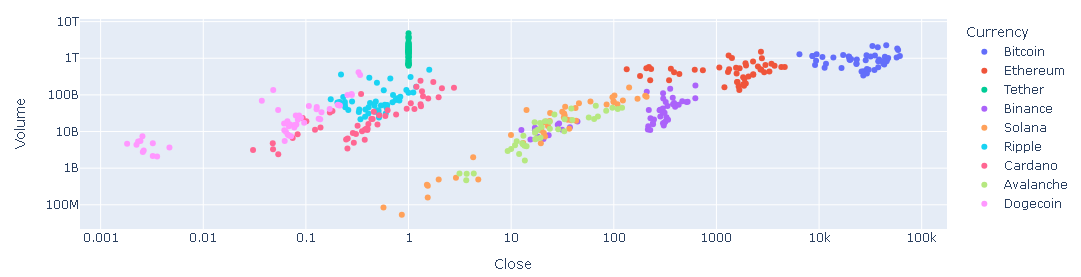 10T
1T
100B
10B
1B
100M
Volume
0.001
0.01
0.1
1
10
100
1000
10k
100k
Close
Currency
Bitcoin
Ethereum
Tether
Binance
Solana
Ripple
Cardano
Avalanche
Dogecoin